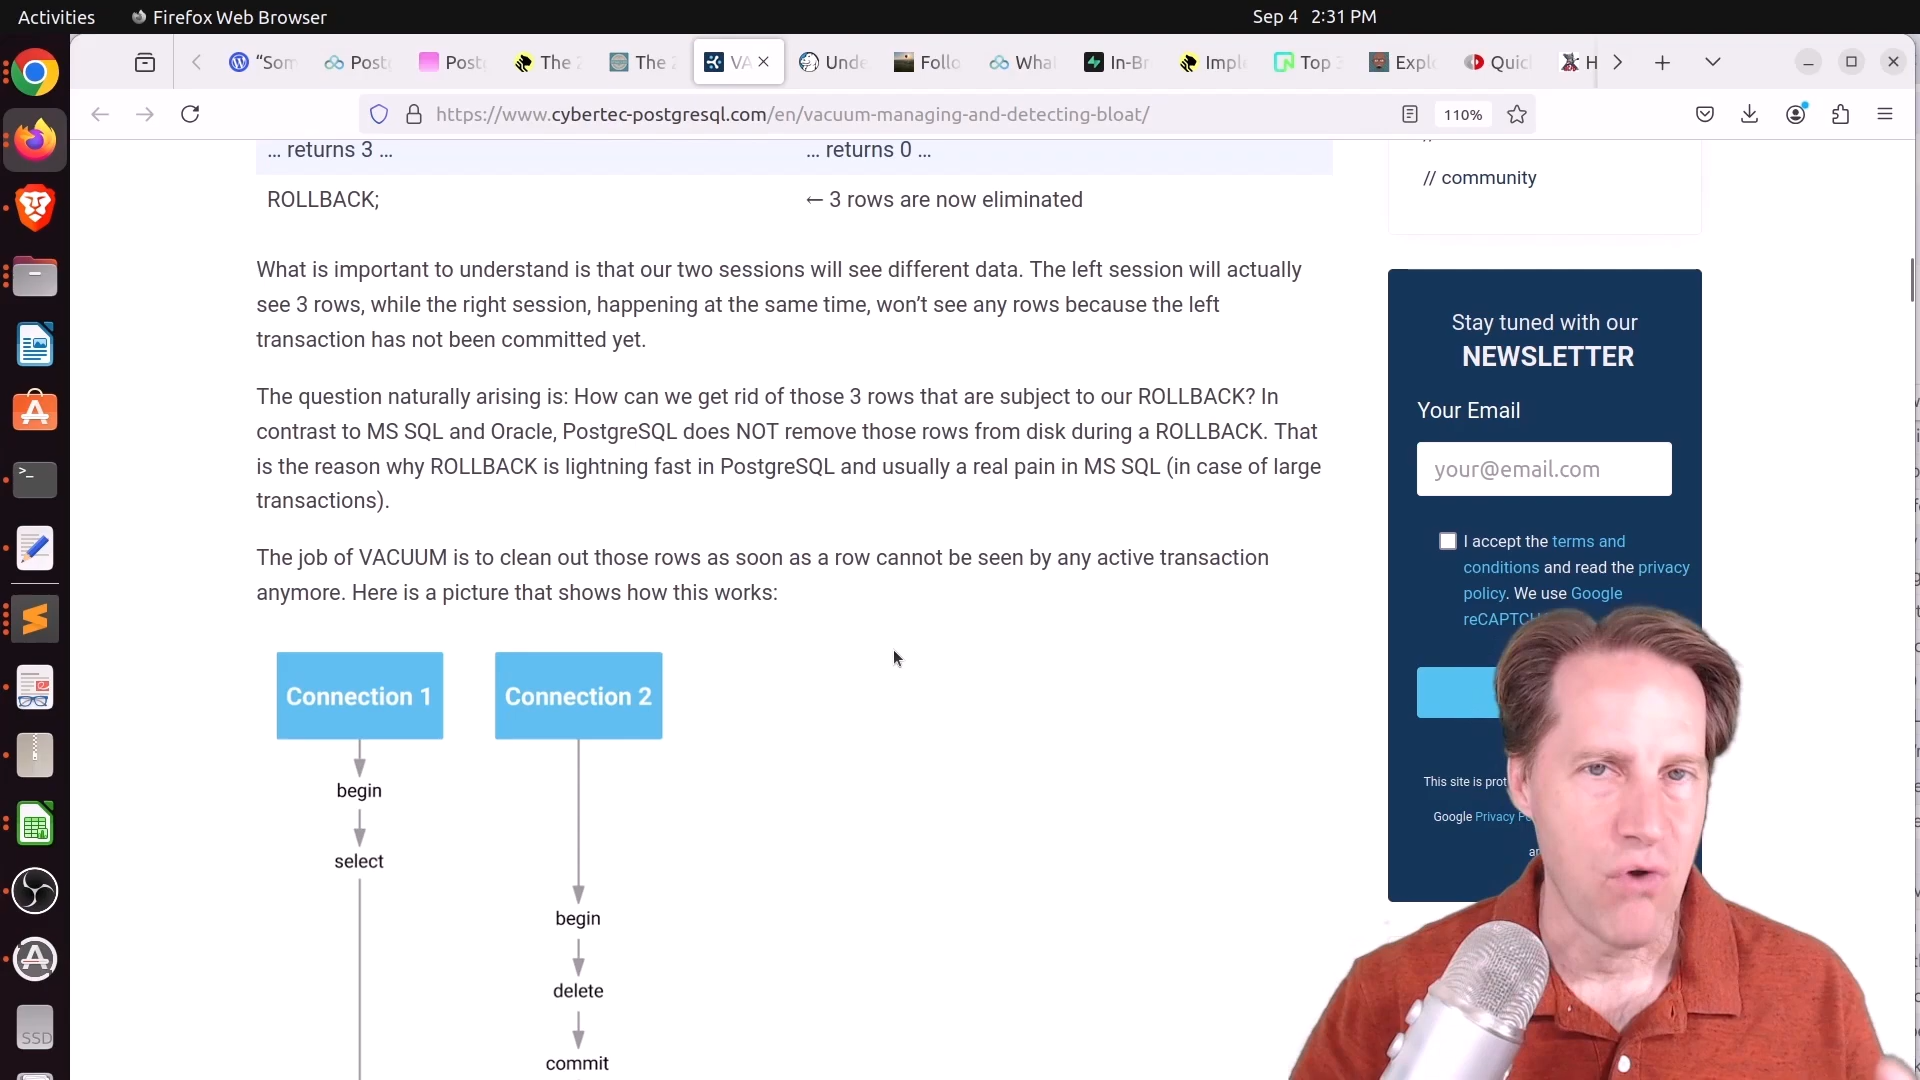 Activities
Firefox Web Browser
Sep 4 2:31 PM
“Som
Postg
Postg
The 2
The 2
VA
Unde
Follo
What
In-Br
Imple
Top
Explo
Quic
H
https://www.cybertec-postgresql.com/en/vacuum-managing-and-detecting-bloat/
110%
... returns 3 ...
... returns 0 ...
ROLLBACK;
← 3 rows are now eliminated
What is important to understand is that our two sessions will see different data. The left session will actually
see 3 rows, while the right session, happening at the same time, won’t see any rows because the left
transaction has not been committed yet.
The question naturally arising is: How can we get rid of those 3 rows that are subject to our ROLLBACK? In
contrast to MS SQL and Oracle, PostgreSQL does NOT remove those rows from disk during a ROLLBACK. That
is the reason why ROLLBACK is lightning fast in PostgreSQL and usually a real pain in MS SQL (in case of large
transactions).
The job of VACUUM is to clean out those rows as soon as a row cannot be seen by any active transaction
anymore. Here is a picture that shows how this works:
Connection 1
Connection 2
begin
select
begin
delete
commit
// community
Stay tuned with our
NEWSLETTER
Your Email
your@email.com
I accept the terms and
conditions and read the privacy
policy. We use Google
reCAPTCH
This site is prot
Google Privacy Po
an
SSD